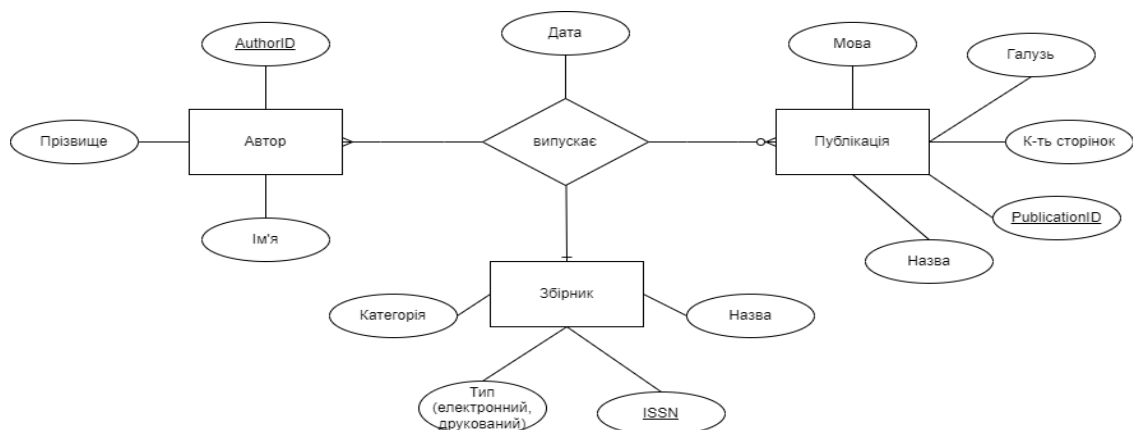 AuthorID
Дата
Мова
Галузь
Прізвище
Автор
випускає
Публікація
К-ть сторінок
Ім'я
PublicationID
Назва
Збірник
Категорія
Назва
Тип
(електронний,
друкований)
ISSN